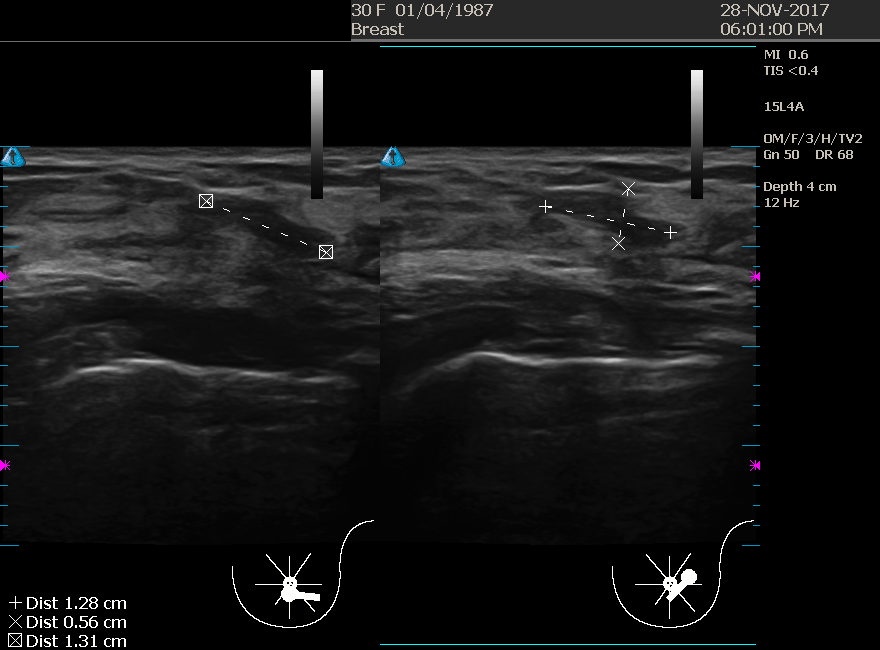 30 F 01/04/1987 28-NOV-2017
Breast 06:01:00 PM
MI 0.6
TIS <0.4
15L4A
OM/F/3/H/TV2
Gn 50 DR 68
Depth 4 cm
12 Hz
Dist 1.28 cm
Dist 0.56 cm
Dist 1.31 cm